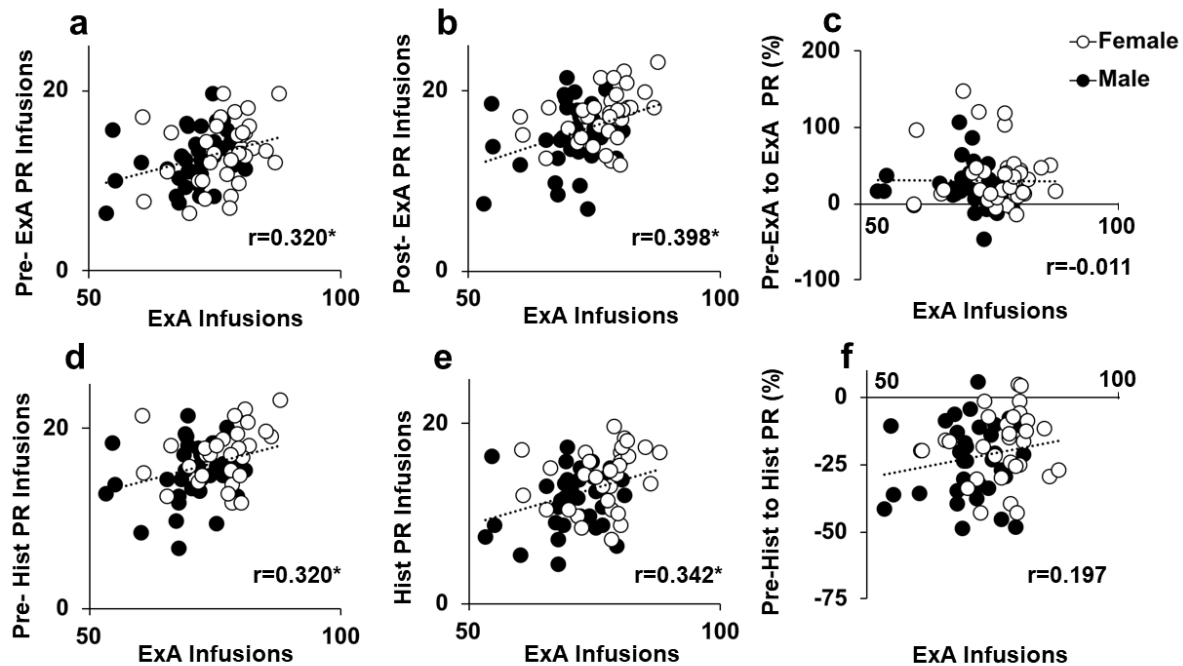 a
Pre- ExA PR Infusions
20
0
50
100
r=0.320*
ExA Infusions
b
Post- ExA PR Infusions
20
0
50
100
r=0.398*
ExA Infusions
c
Pre-ExA to ExA PR (%)
200
100
0
-100
50
100
r=-0.011
ExA Infusions
Female
Male
d
Pre- Hist PR Infusions
20
0
50
100
r=0.320*
ExA Infusions
e
Hist PR Infusions
20
0
50
100
r=0.342*
ExA Infusions
f
Pre-Hist to Hist PR (%)
50
100
0
-25
-50
-75
r=0.197
ExA Infusions